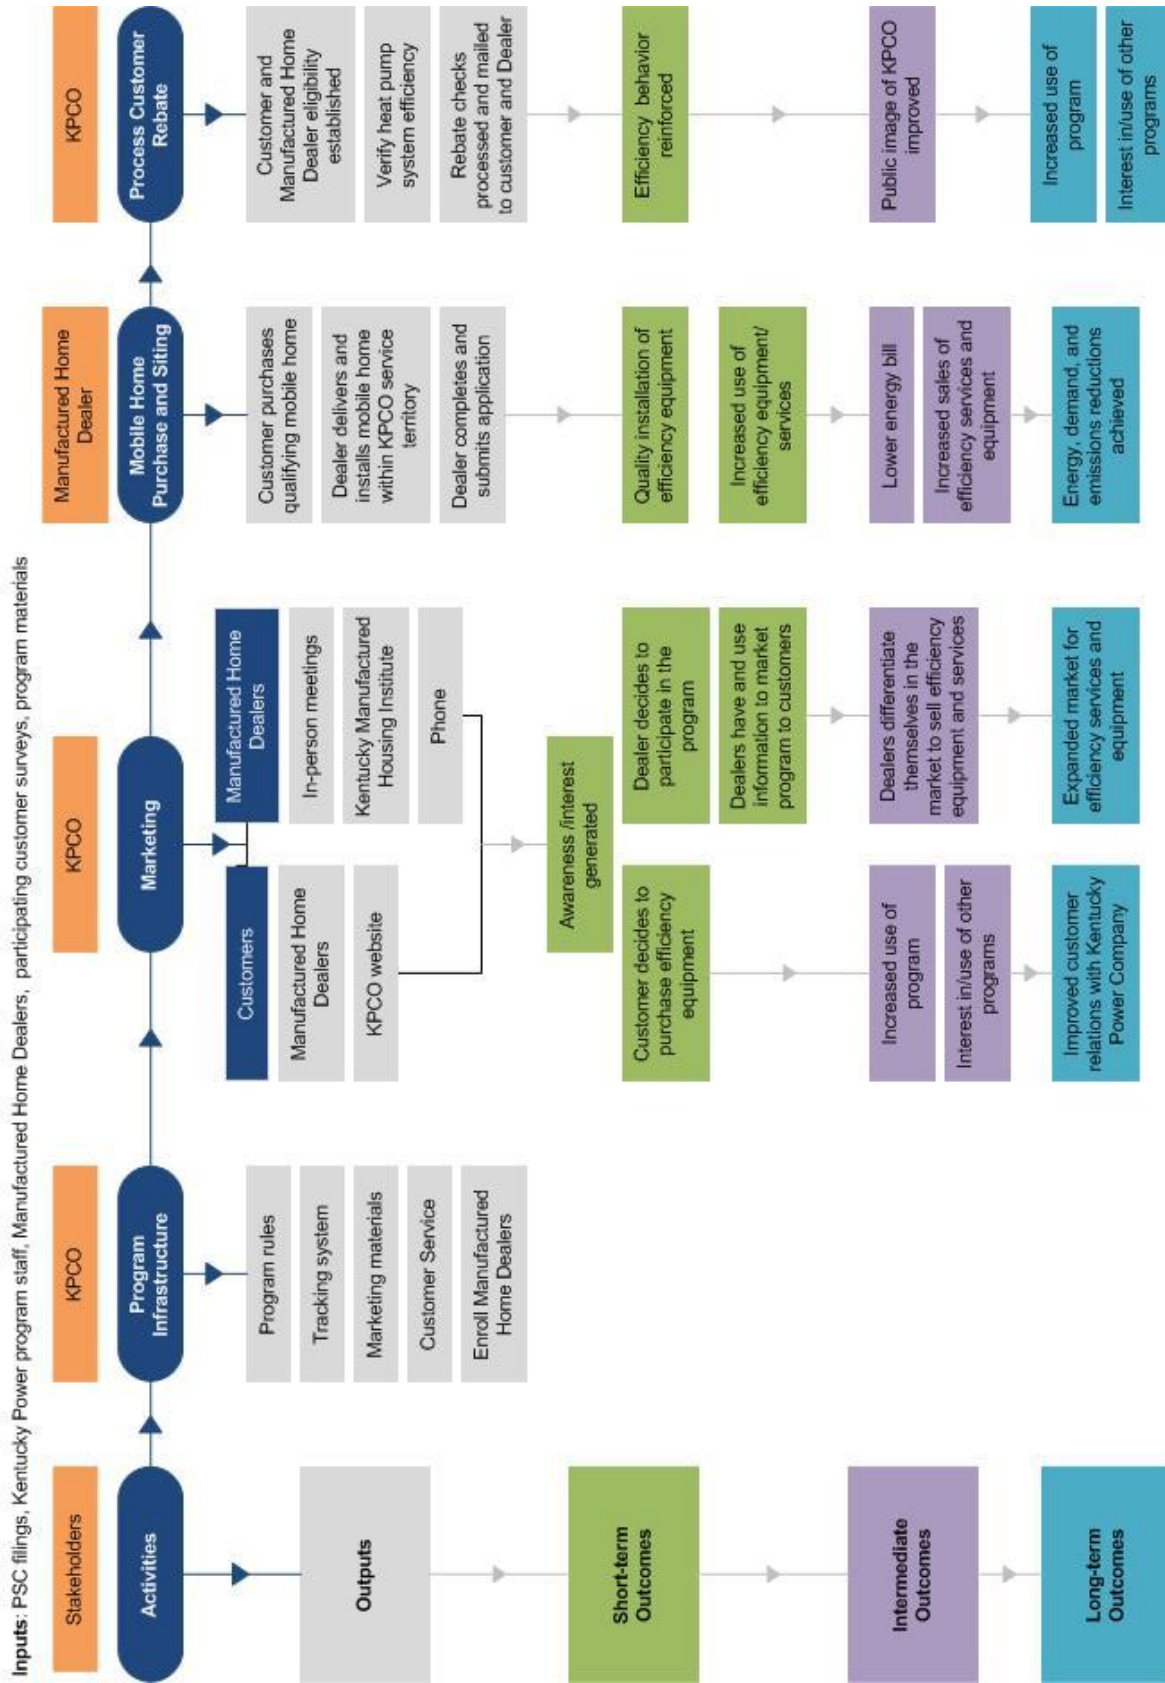 Inputs: PSC filings, Kentucky Power program staff, Manufactured Home Dealers, participating customer surveys, program materials
Stakeholders
KPCO
KPCO
Manufactured Home
Dealer
KPCO
Activities
Program
Infrastructure
Marketing
Mobile Home
Purchase and Siting
Process Customer
Rebate
Outputs
Program rules
Tracking system
Marketing materials
Customer Service
Enroll Manufactured
Home Dealers
Customers
Manufactured Home
Dealers
KPCO website
Manufactured Home
Dealers
In-person meetings
Kentucky Manufactured
Housing Institute
Phone
Customer purchases
qualifying mobile home
Dealer delivers and
installs mobile home
within KPCO service
territory
Dealer completes and
submits application
Customer and
Manufactured Home
Dealer eligibility
established
Verify heat pump
system efficiency
Rebate checks
processed and mailed
to customer and Dealer
Short-term
Outcomes
Awareness /interest
generated
Customer decides to
purchase efficiency
equipment
Dealer decides to
participate in the
program
Dealers have and use
information to market
program to customers
Quality installation of
efficiency equipment
Increased use of
efficiency equipment/
services
Efficiency behavior
reinforced
Intermediate
Outcomes
Increased use of
program
Interest in/use of other
programs
Dealers differentiate
themselves in the
market to sell efficiency
equipment and services
Lower energy bill
Increased sales of
efficiency services and
equipment
Public image of KPCO
improved
Long-term
Outcomes
Improved customer
relations with Kentucky
Power Company
Expanded market for
efficiency services and
equipment
Energy, demand, and
emissions reductions
achieved
Increased use of
program
Interest in/use of other
programs